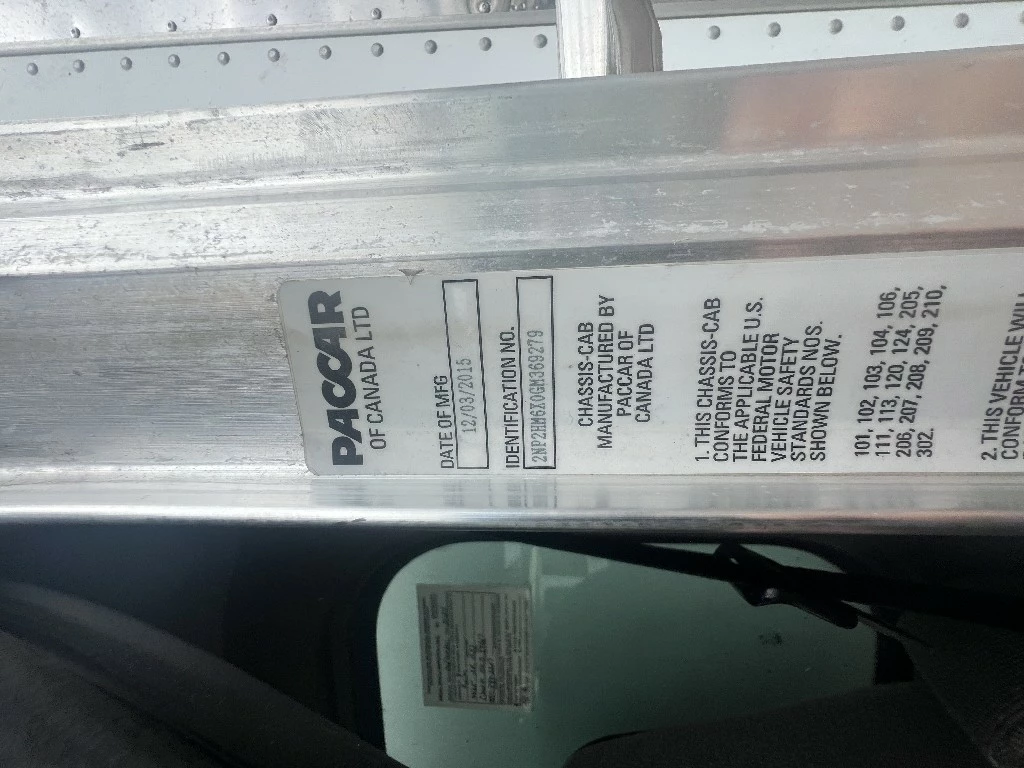 PACCAR
OF CANADA LTD
DATE OF MFG
12/03/2015
IDENTIFICATION NO.
2NP2HM6X0GM369279
CHASSIS-CAB
MANUFACTURED BY
PACCAR OF
CANADA LTD
1. THIS CHASSIS-CAB
CONFORMS TO
THE APPLICABLE U.S.
FEDERAL MOTOR
VEHICLE SAFETY
STANDARDS NOS.
SHOWN BELOW.
101, 102, 103, 104, 106,
111, 113, 120, 124, 205,
206, 207, 208, 209, 210,
302.
2. THIS VEHICLE WILL
CONFORM